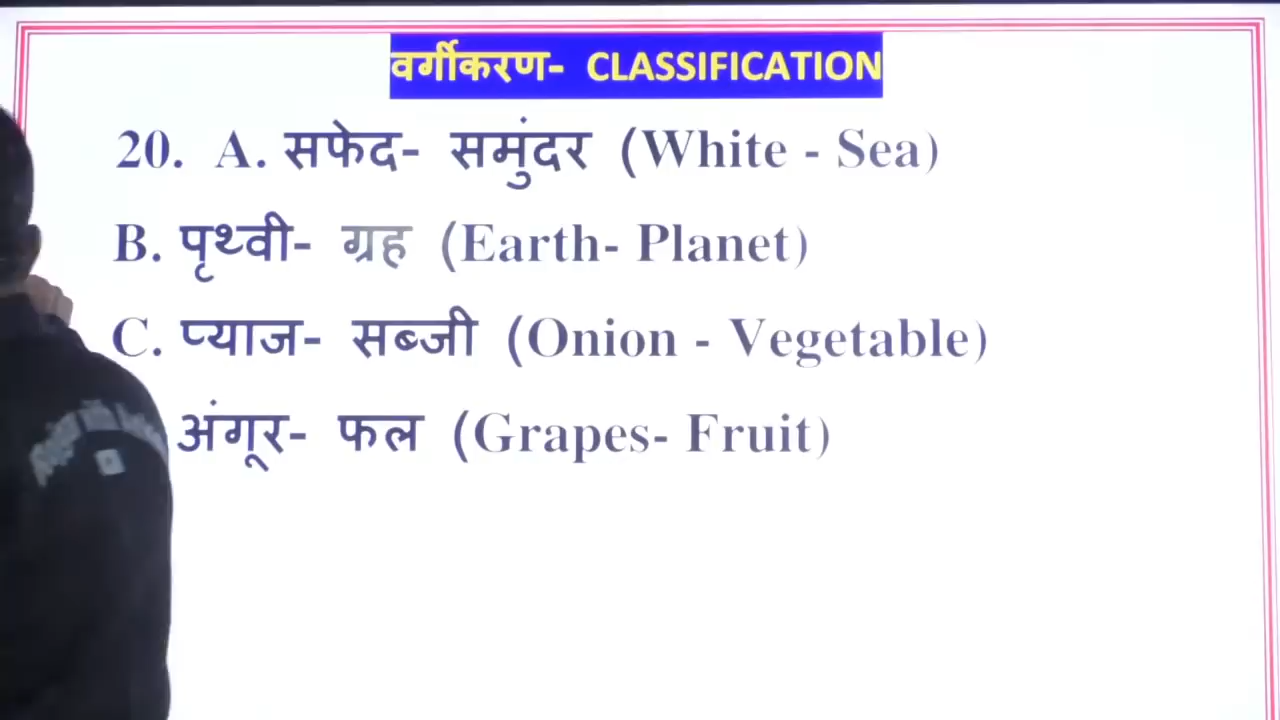 वर्गीकरण- CLASSIFICATION
20. A. सफेद- समुंदर (White - Sea)
B. पृथ्वी- ग्रह (Earth- Planet)
C. प्याज- सब्जी (Onion - Vegetable)
अंगूर- फल (Grapes- Fruit)